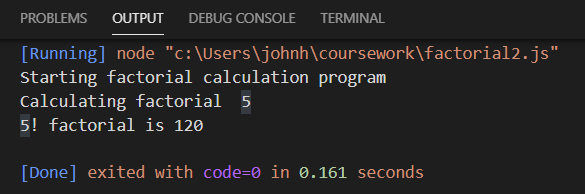 PROBLEMS OUTPUT DEBUG CONSOLE TERMINAL
[Running] node "c:\Users\johnh\coursework\factorial2.js"
Starting factorial calculation program
Calculating factorial  5
5! factorial is 120
[Done] exited with code=0 in 0.161 seconds